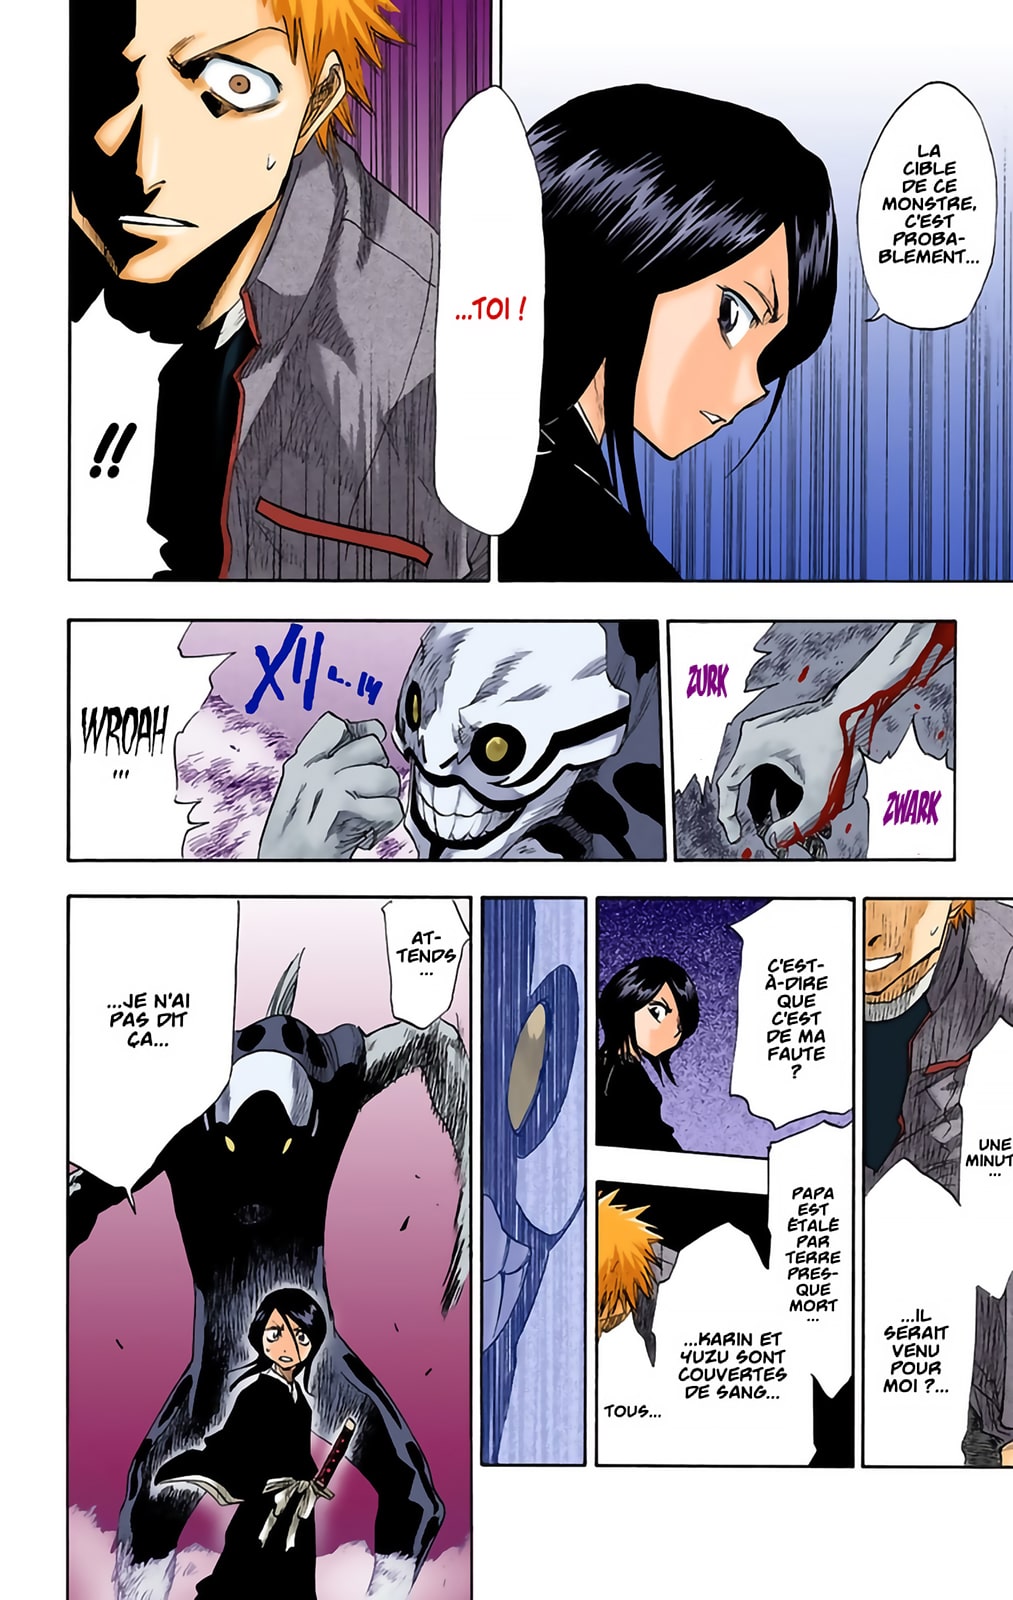 LA
CIBLE
DE CE
MONSTRE,
C'EST
PROBA-
BLEMENT...
...TOI !
!!
ZURK
ZWARK
WROAH
...
UNE
MINUT
...
...IL
SERAIT
VENU
POUR
MOI ?...
C'EST-
À-DIRE
QUE
C'EST
DE MA
FAUTE
?
PAPA
EST
ÉTALÉ
PAR
TERRE
PRES-
QUE
MORT
...
...KARIN ET
YUZU SONT
COUVERTES
DE SANG...
TOUS...
AT-
TENDS
...
...JE N'AI
PAS DIT
ÇA...